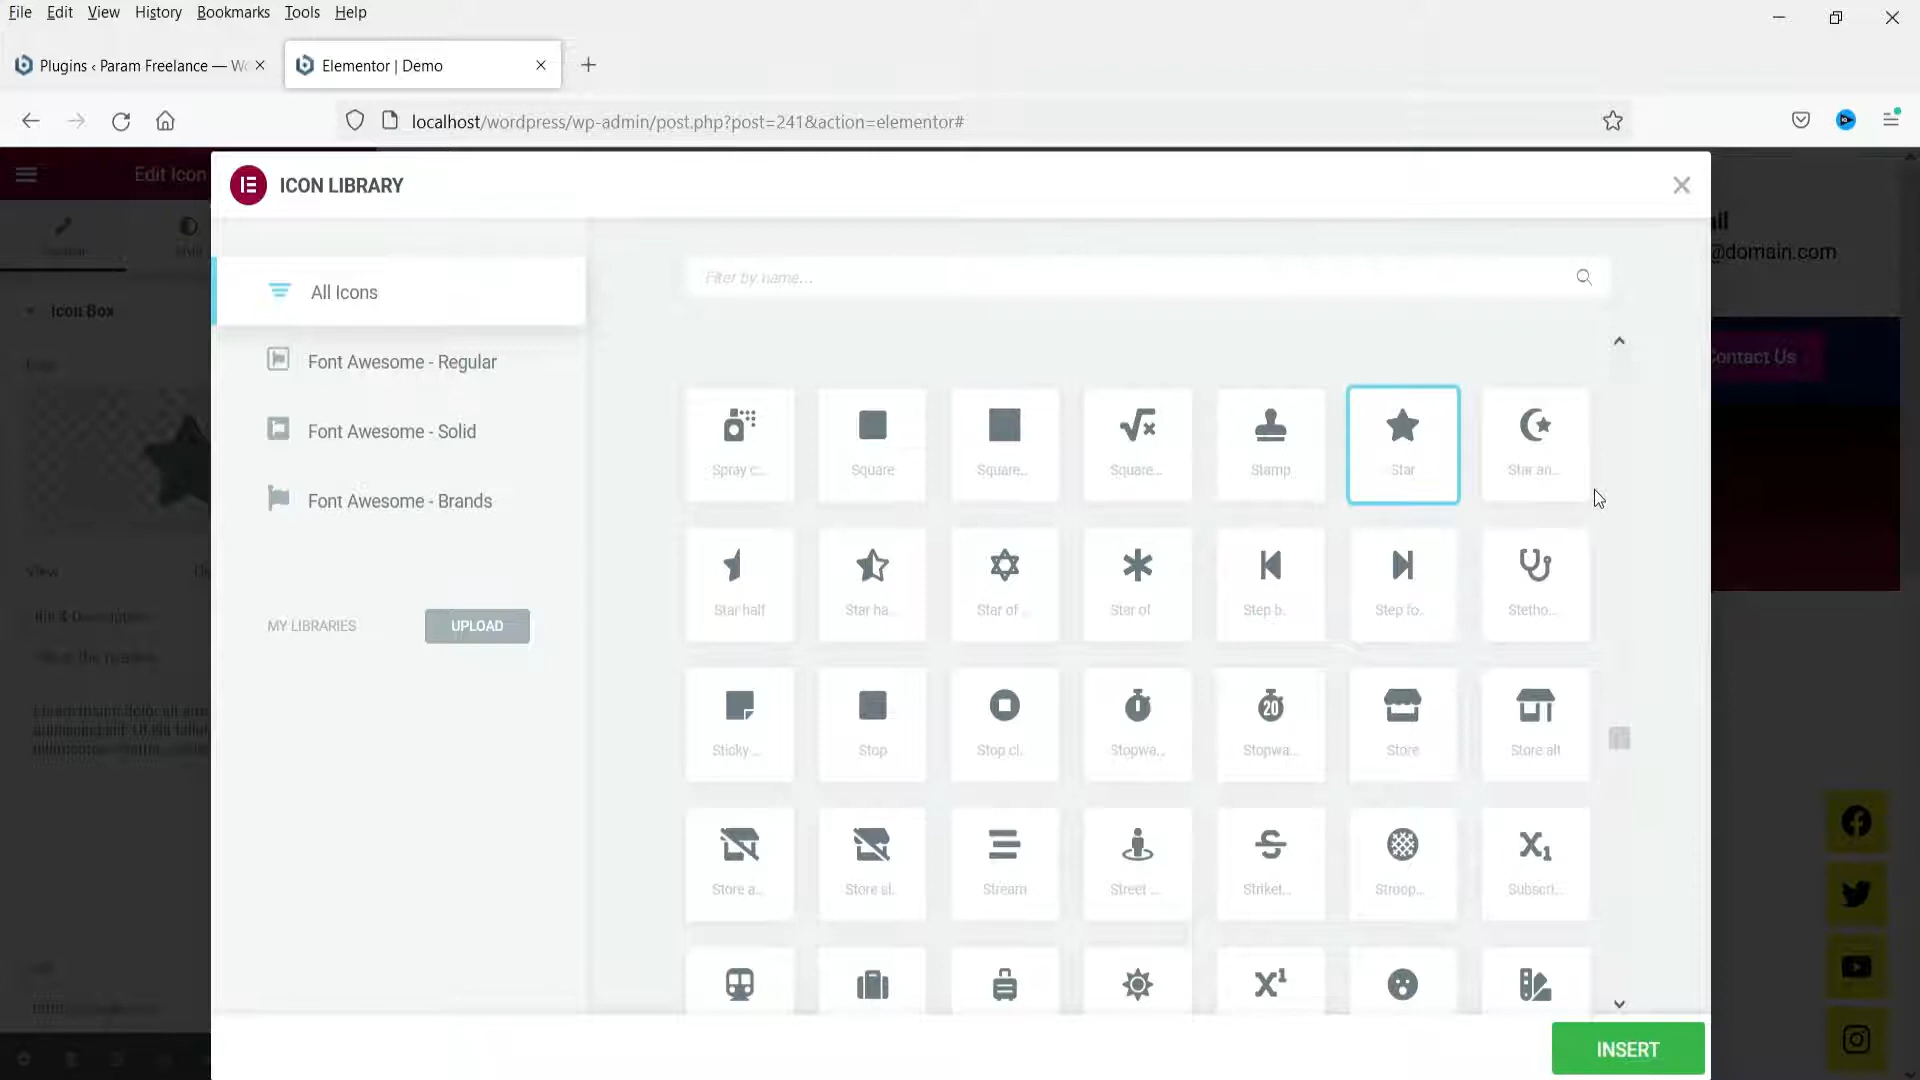 File Edit View History Bookmarks Tools Help
Plugins ‹ Param Freelance — Wo
Elementor | Demo
localhost/wordpress/wp-admin/post.php?post=241&action=elementor#
Edit Icon
ICON LIBRARY
@domain.com
Contact Us
Icon Box
View
All Icons
Font Awesome - Regular
Font Awesome - Solid
Font Awesome - Brands
MY LIBRARIES
UPLOAD
Filter by name...
Spray c... Square Square... Square... Stamp Star Star an...
Star half Star ha... Star of ... Star of Step b... Step fo... Stetho...
Sticky ... Stop Stop ci... Stopwa... Stopwa... Store Store alt
20
Store a... Store sl... Stream Street ... Striket... Stroop... Subscri...
INSERT